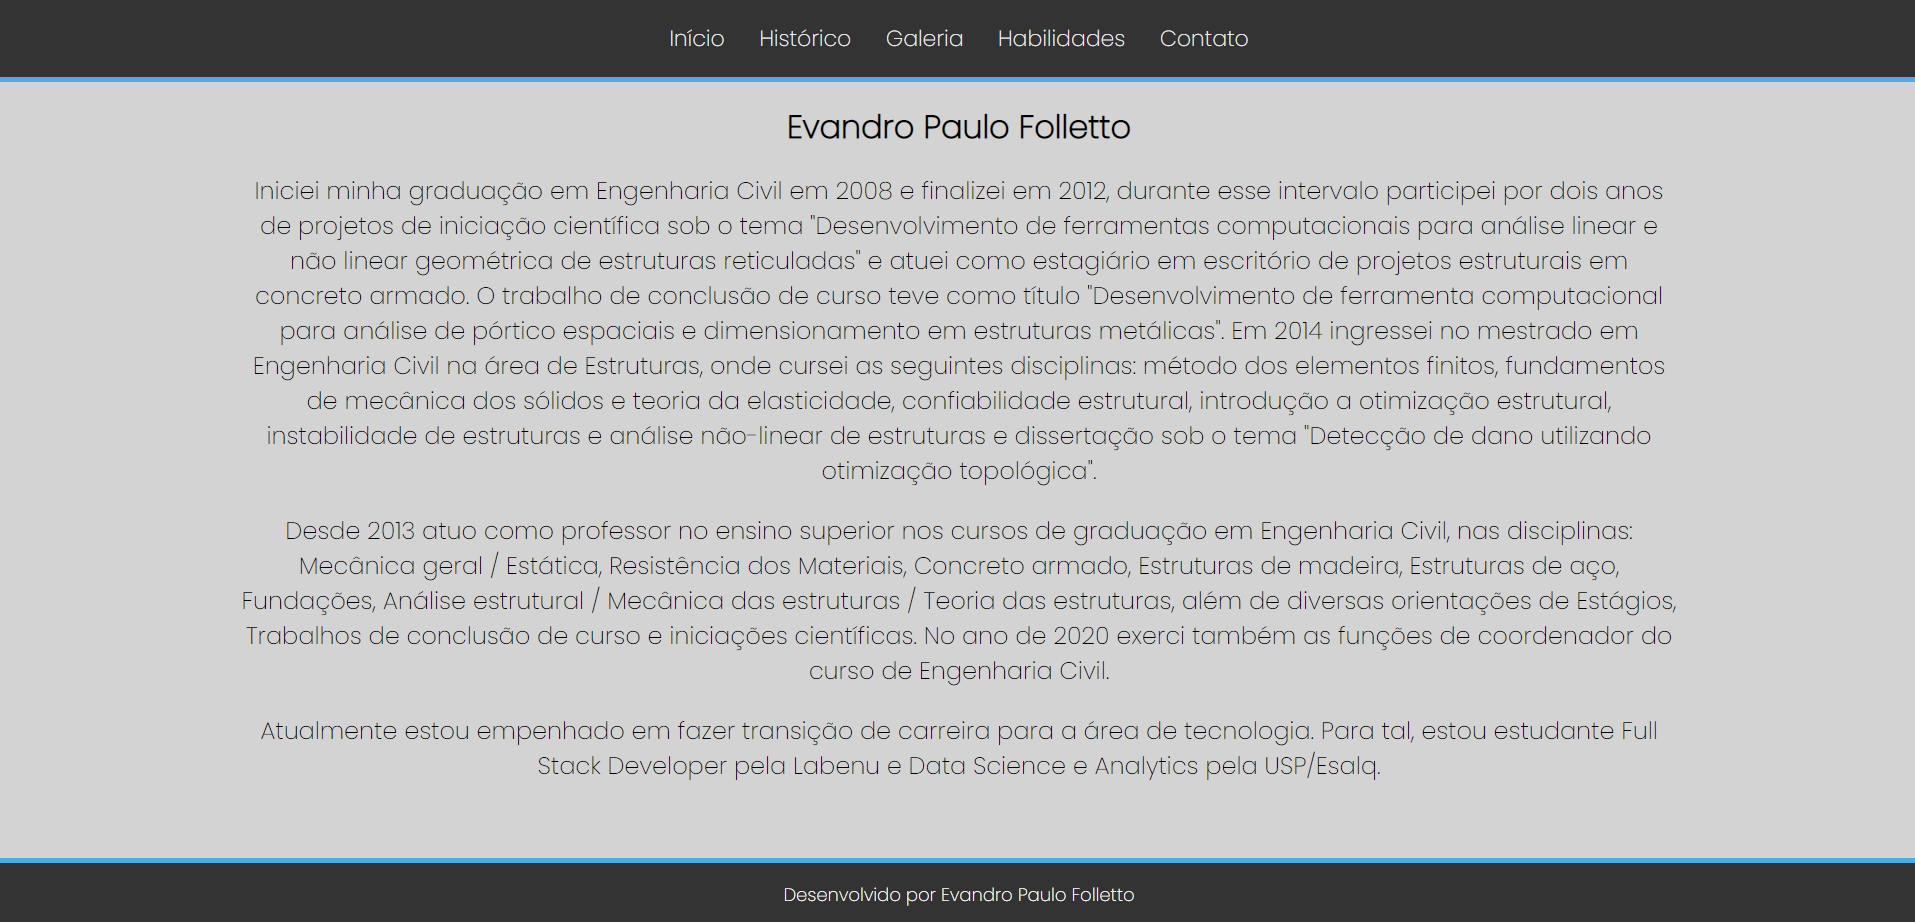 Início Histórico Galeria Habilidades Contato
Evandro Paulo Folletto
Iniciei minha graduação em Engenharia Civil em 2008 e finalizei em 2012, durante esse intervalo participei por dois anos
de projetos de iniciação científica sob o tema "Desenvolvimento de ferramentas computacionais para análise linear e
não linear geométrica de estruturas reticuladas" e atuei como estagiário em escritório de projetos estruturais em
concreto armado. O trabalho de conclusão de curso teve como título "Desenvolvimento de ferramenta computacional
para análise de pórtico espaciais e dimensionamento em estruturas metálicas". Em 2014 ingressei no mestrado em
Engenharia Civil na área de Estruturas, onde cursei as seguintes disciplinas: método dos elementos finitos, fundamentos
de mecânica dos sólidos e teoria da elasticidade, confiabilidade estrutural, introdução a otimização estrutural,
instabilidade de estruturas e análise não-linear de estruturas e dissertação sob o tema "Detecção de dano utilizando
otimização topológica".
Desde 2013 atuo como professor no ensino superior nos cursos de graduação em Engenharia Civil, nas disciplinas:
Mecânica geral / Estática, Resistência dos Materiais, Concreto armado, Estruturas de madeira, Estruturas de aço,
Fundações, Análise estrutural / Mecânica das estruturas / Teoria das estruturas, além de diversas orientações de Estágios,
Trabalhos de conclusão de curso e iniciações científicas. No ano de 2020 exerci também as funções de coordenador do
curso de Engenharia Civil.
Atualmente estou empenhado em fazer transição de carreira para a área de tecnologia. Para tal, estou estudante Full
Stack Developer pela Labenu e Data Science e Analytics pela USP/Esalq.
Desenvolvido por Evandro Paulo Folletto